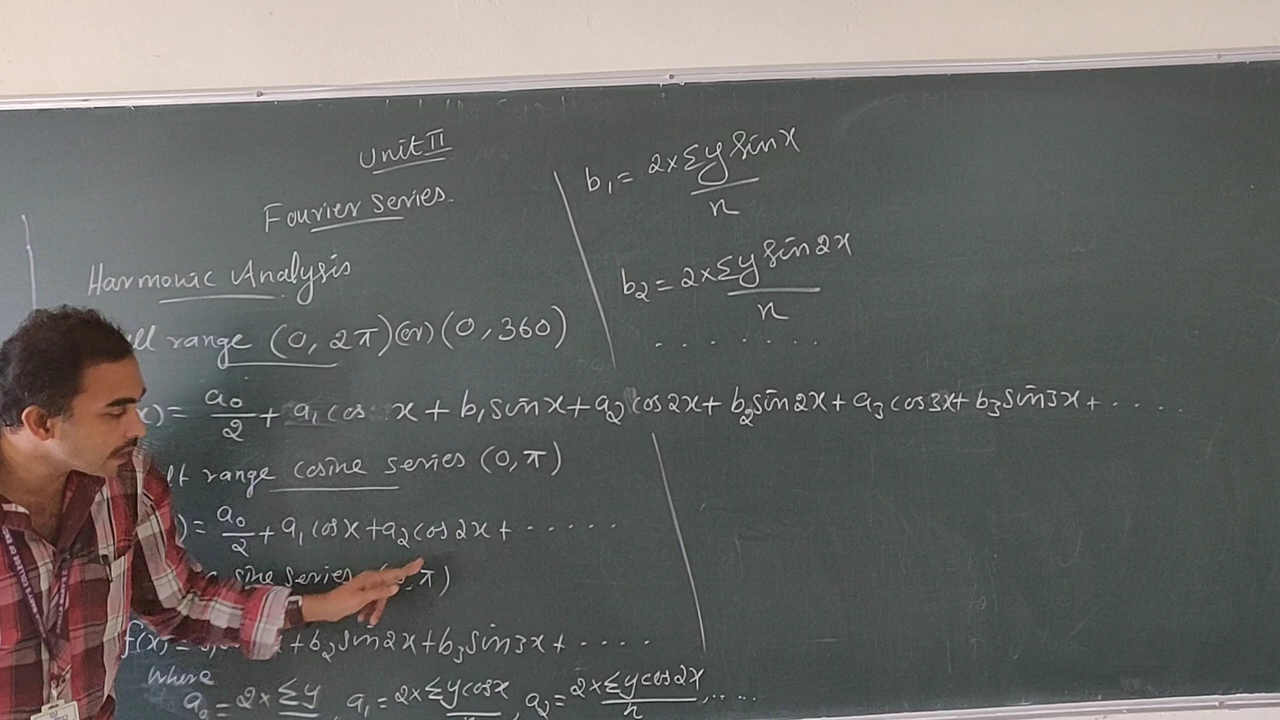 Unit II
Fourier Series.
Harmonic Analysis
range (0, 2π) (or) (0, 360)
x) = a₀/2 + a₁ cos x + b₁ sin x + a₂ cos 2x + b₂ sin 2x + a₃ cos 3x + b₃ sin 3x + . . . .
range cosine series (0, π)
) = a₀/2 + a₁ cos x + a₂ cos 2x + . . . . .
sine series π)
f(x) = + b₂ sin 2x + b₃ sin 3x + . . . .
where
a₀ = 2 × Σy , a₁ = 2 × Σy cos x / n , a₂ = 2 × Σy cos 2x / n , . . . .
b₁ = 2 × Σy sin x / n
b₂ = 2 × Σy sin 2x / n
. . . . . . .